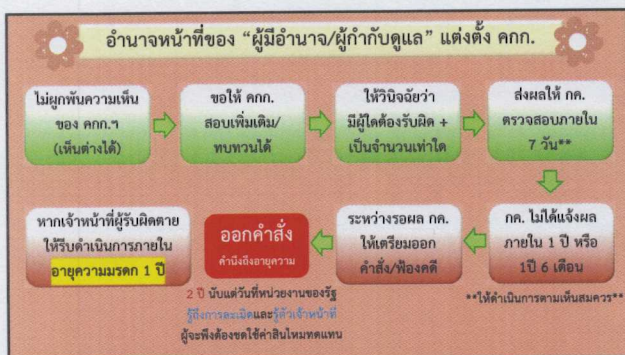 อำนาจหน้าที่ของ “ผู้มีอำนาจ/ผู้กำกับดูแล” แต่งตั้ง คกก.
ไม่ผูกพันความเห็น
ของ คกก.ฯ
(เห็นต่างได้)
ขอให้ คกก.
สอบเพิ่มเติม/
ทบทวนได้
ให้วินิจฉัยว่า
มีผู้ใดต้องรับผิด +
เป็นจำนวนเท่าใด
ส่งผลให้ กค.
ตรวจสอบภายใน
7 วัน**
กค. ไม่ได้แจ้งผล
ภายใน 1 ปี หรือ
1ปี 6 เดือน
**ให้ดำเนินการตามเห็นสมควร**
ระหว่างรอผล กค.
ให้เตรียมออก
คำสั่ง/ฟ้องคดี
ออกคำสั่ง
คำนึงถึงอายุความ
2 ปี นับแต่วันที่หน่วยงานของรัฐ
รู้ถึงการละเมิดและรู้ตัวเจ้าหน้าที่
ผู้จะพึงต้องชดใช้ค่าสินไหมทดแทน
หากเจ้าหน้าที่ผู้รับผิดตาย
ให้รีบดำเนินการภายใน
อายุความมรดก 1 ปี